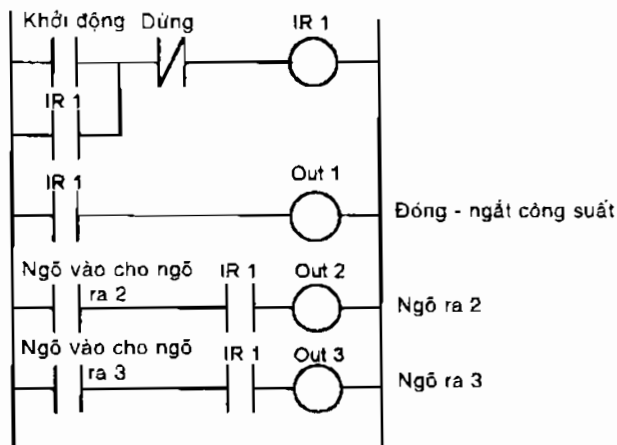 Khởi động Dừng IR 1
IR 1
IR 1 Out 1
Đóng - ngắt công suất
Ngõ vào cho ngõ ra 2 IR 1 Out 2
Ngõ ra 2
Ngõ vào cho ngõ ra 3 IR 1 Out 3
Ngõ ra 3